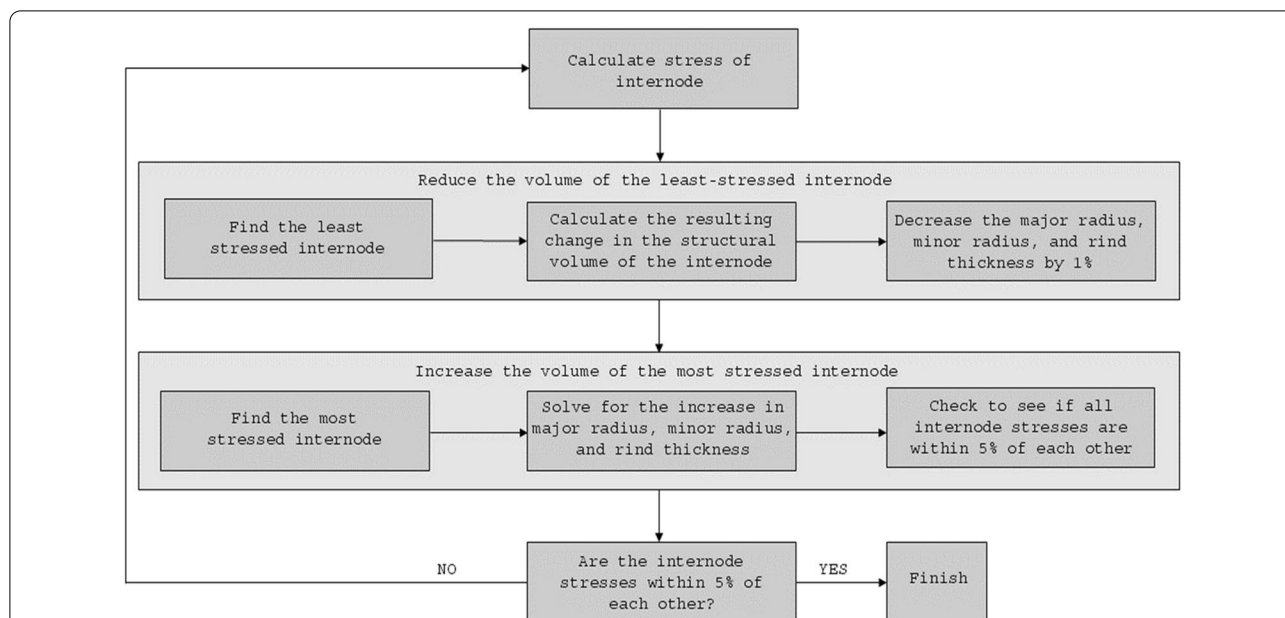 Calculate stress of
internode
Reduce the volume of the least-stressed internode
Find the least
stressed internode
Calculate the resulting
change in the structural
volume of the internode
Decrease the major radius,
minor radius, and rind
thickness by 1%
Increase the volume of the most stressed internode
Find the most
stressed internode
Solve for the increase in
major radius, minor radius,
and rind thickness
Check to see if all
internode stresses are
within 5% of each other
NO
Are the internode
stresses within 5% of
each other?
YES
Finish